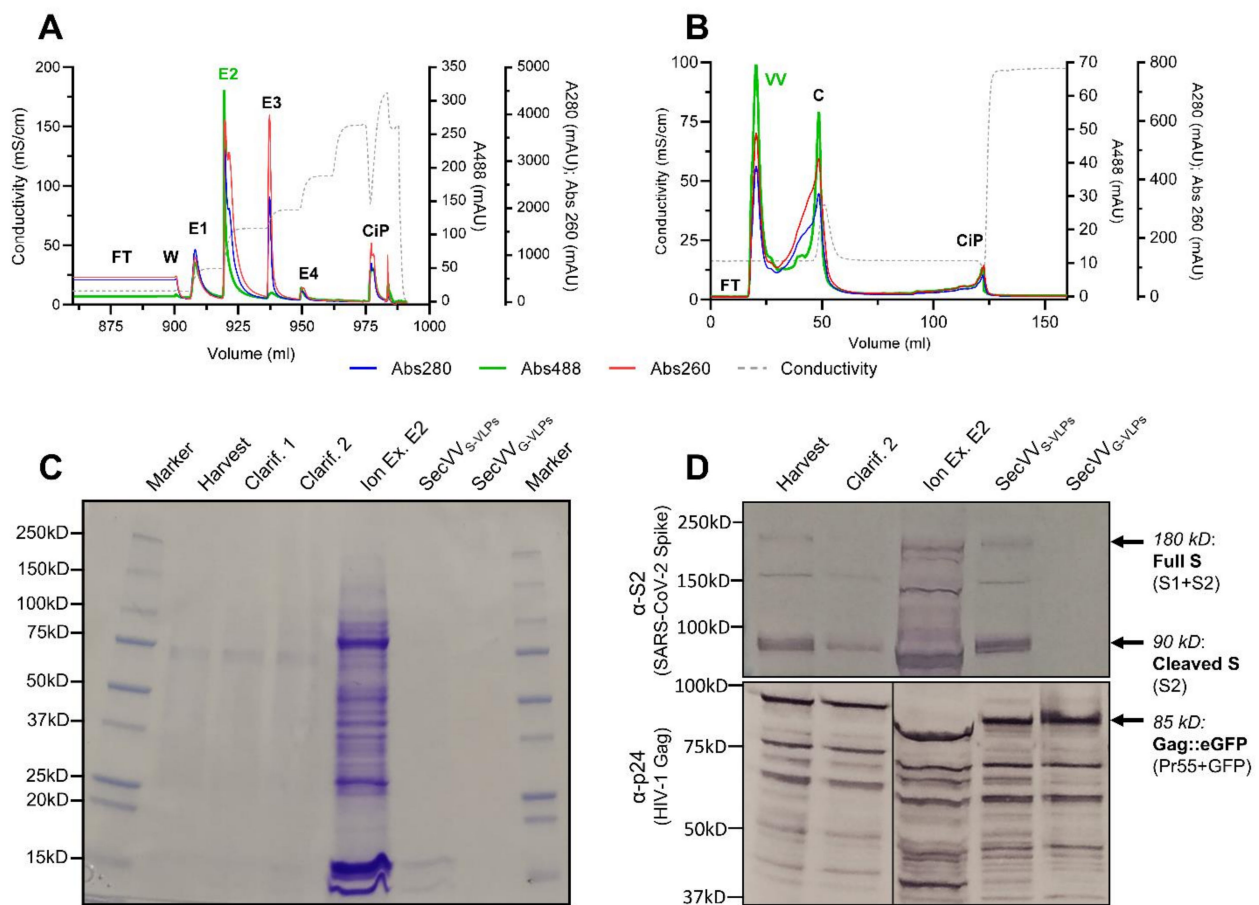 A
B
200
150
100
50
0
Conductivity (mS/cm)
350
300
250
200
150
100
50
0
A488 (mAU)
5000
4000
3000
2000
1000
0
A280 (mAU); Abs 260 (mAU)
E2
E3
E1
FT
W
E4
CiP
875
900
925
950
975
1000
Volume (ml)
100
75
50
25
0
Conductivity (mS/cm)
70
60
50
40
30
20
10
0
A488 (mAU)
800
600
400
200
0
A280 (mAU); Abs 260 (mAU)
VV
C
CiP
FT
0
50
100
150
Volume (ml)
Abs280 Abs488 Abs260 Conductivity
C
Marker
Harvest
Clarif. 1
Clarif. 2
Ion Ex. E2
SecVVS-VLPs
SecVVG-VLPs
Marker
250kD
150kD
100kD
75kD
50kD
37kD
25kD
20kD
15kD
D
Harvest
Clarif. 2
Ion Ex. E2
SecVVS-VLPs
SecVVG-VLPs
α-S2
(SARS-CoV-2 Spike)
250kD
150kD
100kD
180 kD:
Full S
(S1+S2)
90 kD:
Cleaved S
(S2)
α-p24
(HIV-1 Gag)
100kD
75kD
50kD
37kD
85 kD:
Gag::eGFP
(Pr55+GFP)